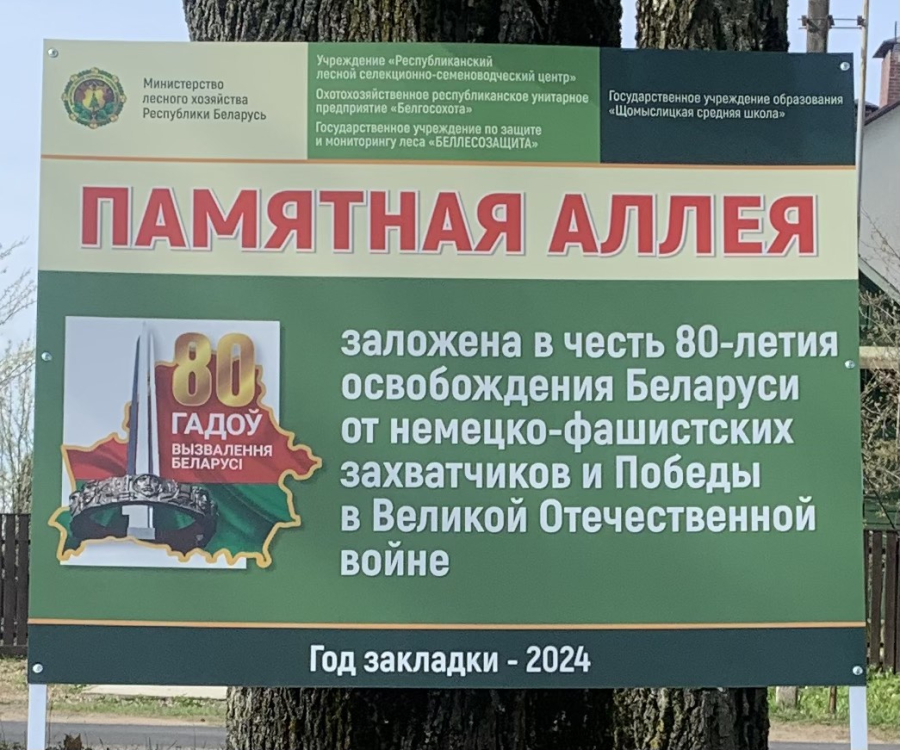 Министерство
лесного хозяйства
Республики Беларусь
Учреждение «Республиканский
лесной селекционно-семеноводческий центр»
Охотохозяйственное республиканское унитарное
предприятие «Белгосохота»
Государственное учреждение по защите
и мониторингу леса «БЕЛЛЕСОЗАЩИТА»
Государственное учреждение образования
«Щомыслицкая средняя школа»
ПАМЯТНАЯ АЛЛЕЯ
80
ГАДОЎ
ВЫЗВАЛЕННЯ
БЕЛАРУСІ
заложена в честь 80-летия
освобождения Беларуси
от немецко-фашистских
захватчиков и Победы
в Великой Отечественной
войне
Год закладки - 2024